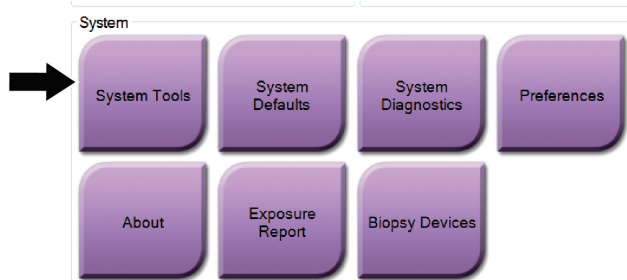 System
System Tools
System
Defaults
System
Diagnostics
Preferences
About
Exposure
Report
Biopsy Devices